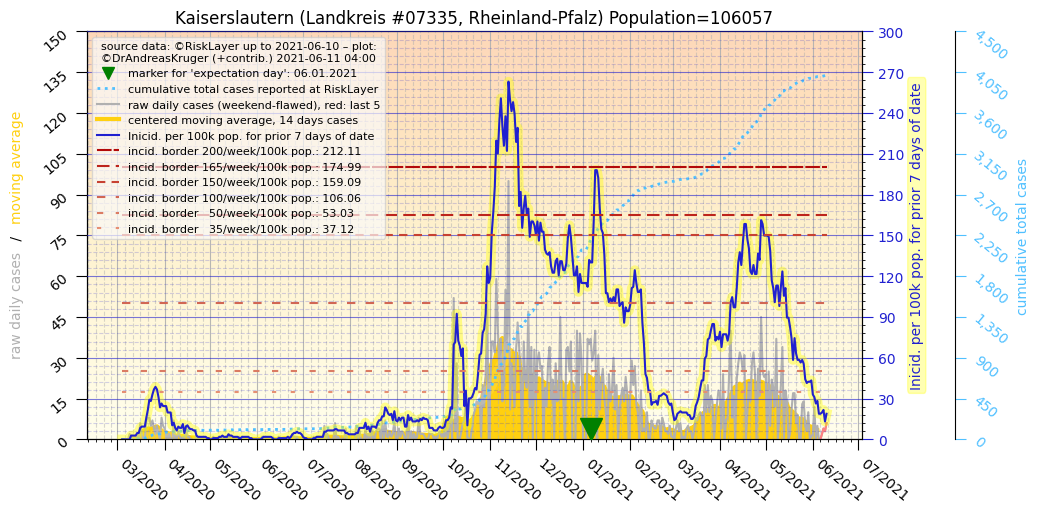 Kaiserslautern (Landkreis #07335, Rheinland-Pfalz) Population=106057
source data: ©RiskLayer up to 2021-06-10 – plot:
©DrAndreasKruger (+contrib.) 2021-06-11 04:00
marker for 'expectation day': 06.01.2021
cumulative total cases reported at RiskLayer
raw daily cases (weekend-flawed), red: last 5
centered moving average, 14 days cases
Inicid. per 100k pop. for prior 7 days of date
incid. border 200/week/100k pop.: 212.11
incid. border 165/week/100k pop.: 174.99
incid. border 150/week/100k pop.: 159.09
incid. border 100/week/100k pop.: 106.06
incid. border 50/week/100k pop.: 53.03
incid. border 35/week/100k pop.: 37.12
raw daily cases / moving average
150
135
120
105
90
75
60
45
30
15
0
300
270
240
210
180
150
120
90
60
30
0
Inicid. per 100k pop. for prior 7 days of date
4,500
4,050
3,600
3,150
2,700
2,250
1,800
1,350
900
450
0
cumulative total cases
03/2020
04/2020
05/2020
06/2020
07/2020
08/2020
09/2020
10/2020
11/2020
12/2020
01/2021
02/2021
03/2021
04/2021
05/2021
06/2021
07/2021